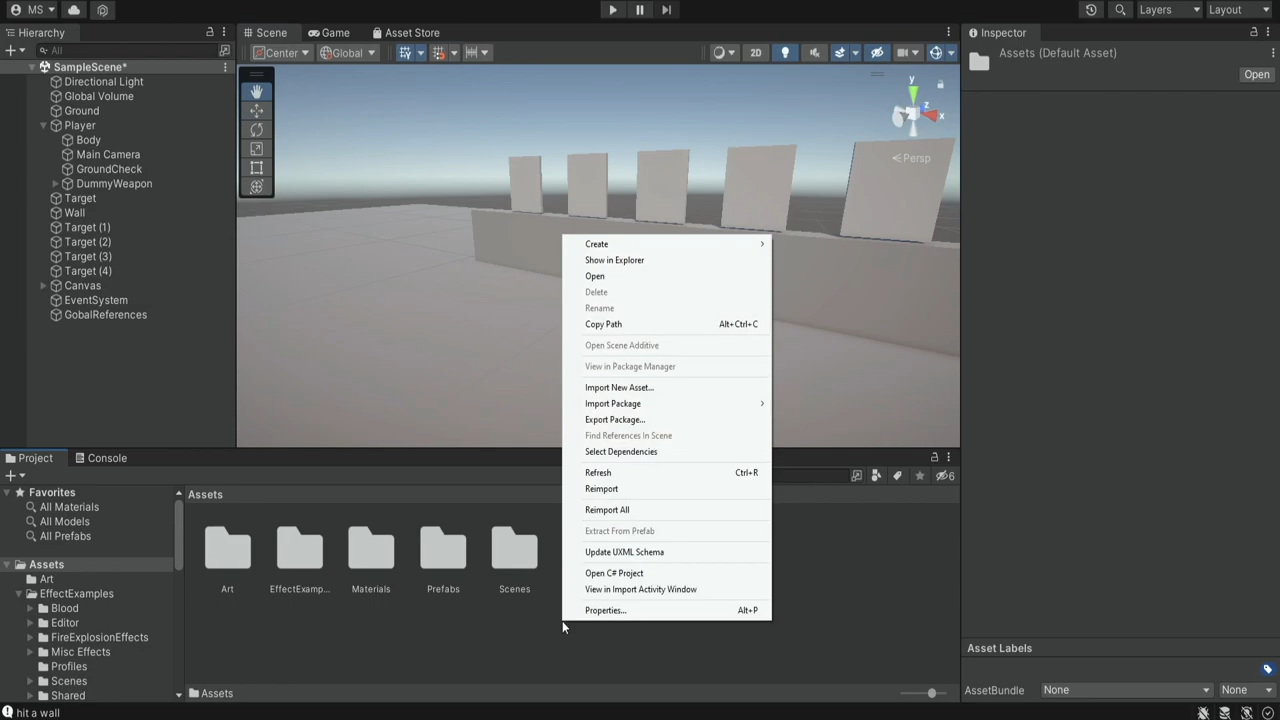 MS
Layers
Layout
Hierarchy
Scene
Game
Asset Store
Inspector
All
Center
Global
2D
Assets (Default Asset)
Open
SampleScene*
Directional Light
Global Volume
Ground
Player
Body
Main Camera
GroundCheck
DummyWeapon
Target
Wall
Target (1)
Target (2)
Target (3)
Target (4)
Canvas
EventSystem
GobalReferences
y
z
x
Persp
Create
Show in Explorer
Open
Delete
Rename
Copy Path Alt+Ctrl+C
Open Scene Additive
View in Package Manager
Import New Asset...
Import Package
Export Package...
Find References In Scene
Select Dependencies
Refresh Ctrl+R
Reimport
Reimport All
Extract From Prefab
Update UXML Schema
Open C# Project
View in Import Activity Window
Properties... Alt+P
Project
Console
6
Favorites
All Materials
All Models
All Prefabs
Assets
Art
EffectExamples
Blood
Editor
FireExplosionEffects
Misc Effects
Profiles
Scenes
Shared
Assets
Art
EffectExamp...
Materials
Prefabs
Scenes
Assets
Asset Labels
AssetBundle
None
None
hit a wall